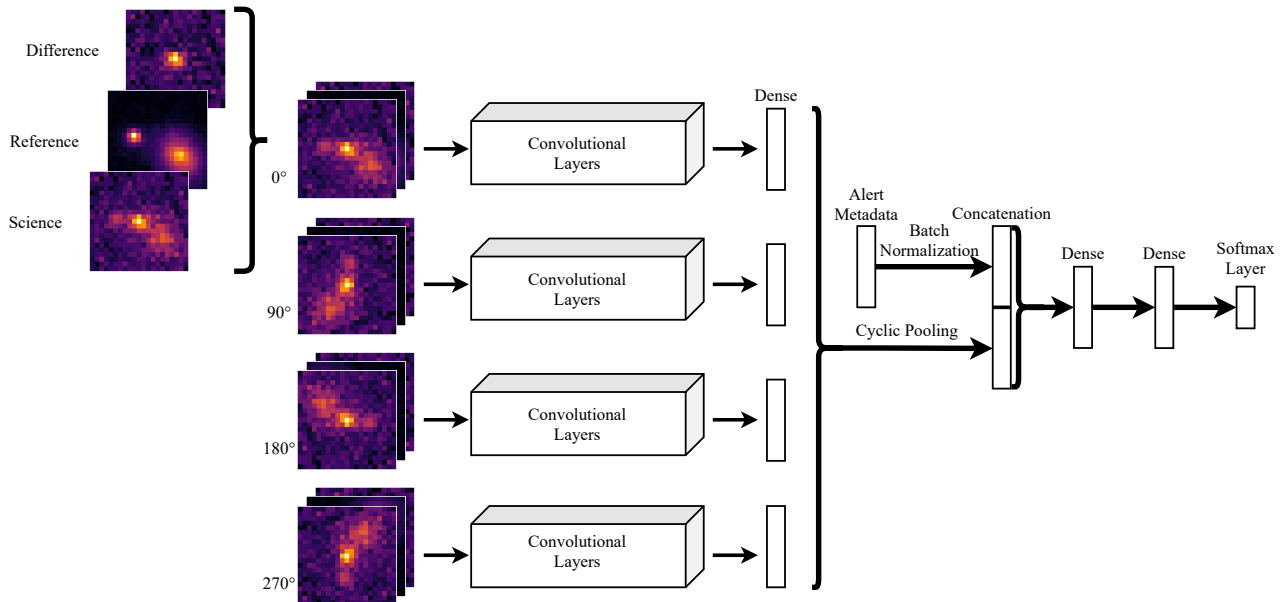 Difference
Reference
Science
0°
Convolutional
Layers
Dense
90°
Convolutional
Layers
180°
Convolutional
Layers
270°
Convolutional
Layers
Alert
Metadata
Batch
Normalization
Concatenation
Cyclic Pooling
Dense
Dense
Softmax
Layer